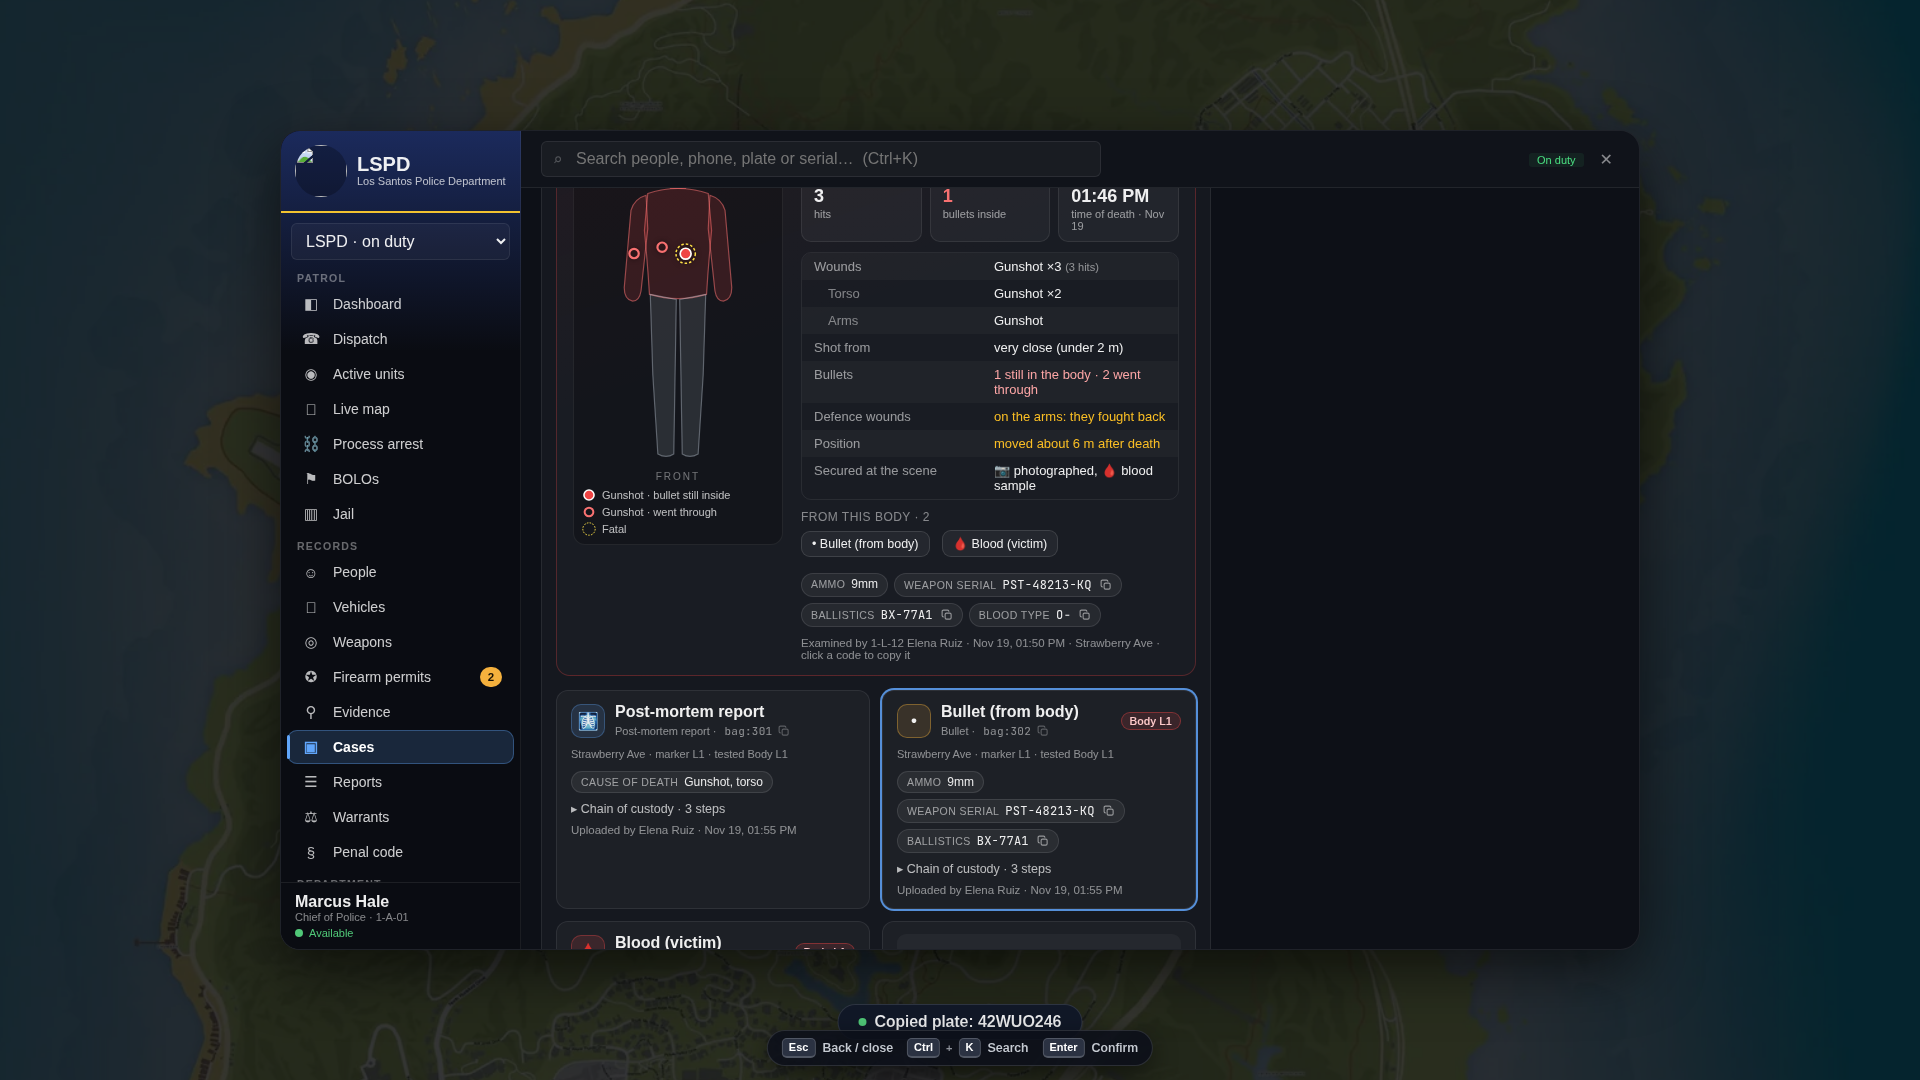 LSPD
Los Santos Police Department
Search people, phone, plate or serial… (Ctrl+K)
On duty
LSPD · on duty
PATROL
Dashboard
Dispatch
Active units
Live map
Process arrest
BOLOs
Jail
RECORDS
People
Vehicles
Weapons
Firearm permits
2
Evidence
Cases
Reports
Warrants
§ Penal code
Marcus Hale
Chief of Police · 1-A-01
Available
FRONT
Gunshot · bullet still inside
Gunshot · went through
Fatal
3
hits
1
bullets inside
01:46 PM
time of death · Nov
19
Wounds Gunshot ×3 (3 hits)
Torso Gunshot ×2
Arms Gunshot
Shot from very close (under 2 m)
Bullets 1 still in the body · 2 went
through
Defence wounds on the arms: they fought back
Position moved about 6 m after death
Secured at the scene 📷 photographed, 🩸 blood
sample
FROM THIS BODY · 2
• Bullet (from body)
🩸 Blood (victim)
AMMO 9mm
WEAPON SERIAL PST-48213-KQ
BALLISTICS BX-77A1
BLOOD TYPE O-
Examined by 1-L-12 Elena Ruiz · Nov 19, 01:50 PM · Strawberry Ave ·
click a code to copy it
Post-mortem report
Post-mortem report · bag:301
Strawberry Ave · marker L1 · tested Body L1
CAUSE OF DEATH Gunshot, torso
▸ Chain of custody · 3 steps
Uploaded by Elena Ruiz · Nov 19, 01:55 PM
Bullet (from body)
Bullet · bag:302
Body L1
Strawberry Ave · marker L1 · tested Body L1
AMMO 9mm
WEAPON SERIAL PST-48213-KQ
BALLISTICS BX-77A1
▸ Chain of custody · 3 steps
Uploaded by Elena Ruiz · Nov 19, 01:55 PM
Blood (victim)
Copied plate: 42WUO246
Esc Back / close Ctrl + K Search Enter Confirm